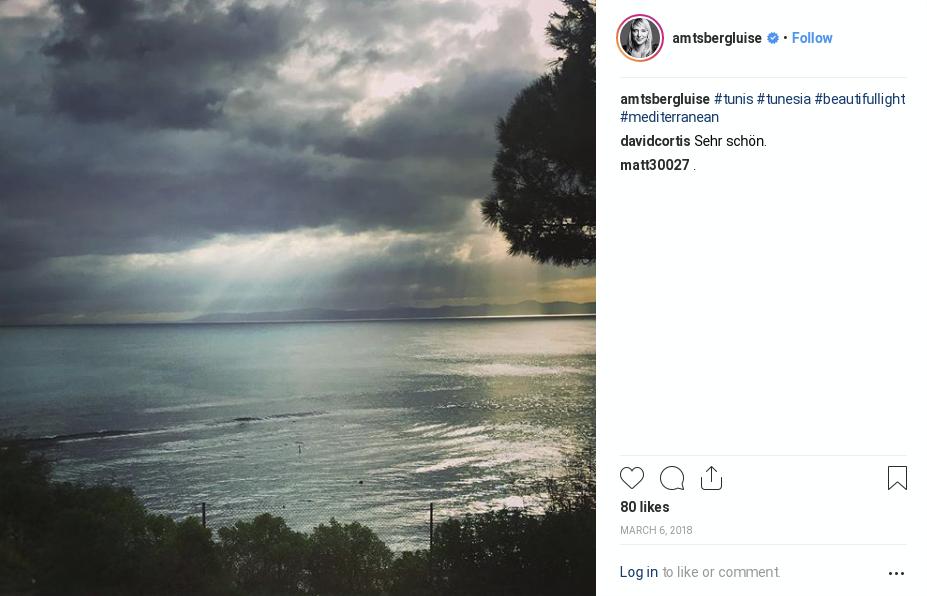 amtsbergluise • Follow
amtsbergluise #tunis #tunesia #beautifullight
#mediterranean
davidcortis Sehr schön.
matt30027 .
80 likes
MARCH 6, 2018
Log in to like or comment.